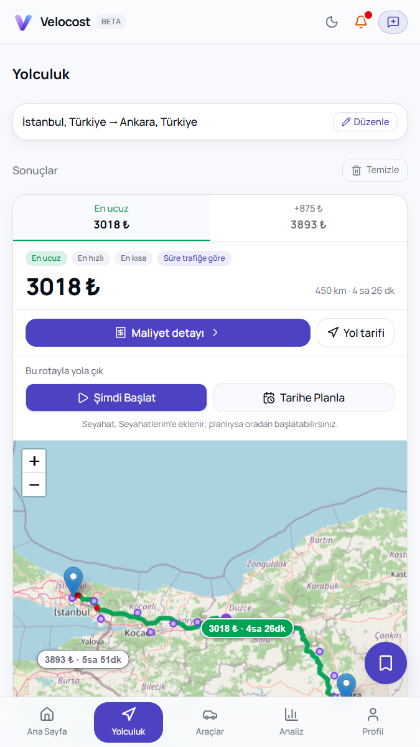 Velocost BETA
Yolculuk
İstanbul, Türkiye → Ankara, Türkiye
Düzenle
Sonuçlar
Temizle
En ucuz
3018 ₺
+875 ₺
3893 ₺
En ucuz
En hızlı
En kısa
Süre trafiğe göre
3018 ₺
450 km · 4 sa 26 dk
Maliyet detayı
Yol tarifi
Bu rotayla yola çık
Şimdi Başlat
Tarihe Planla
Seyahat, Seyahatlerim'e eklenir; planlıysa oradan başlatabilirsiniz.
+
−
Bartın
Zonguldak
Karabük
Kast
İstanbul
Kocaeli
Düzce
3018 ₺ · 4sa 26dk
Yalova
Çankırı
3893 ₺ · 5sa 51dk
Bilecik
Bursa
Ana Sayfa
Yolculuk
Araçlar
Analiz
Profil